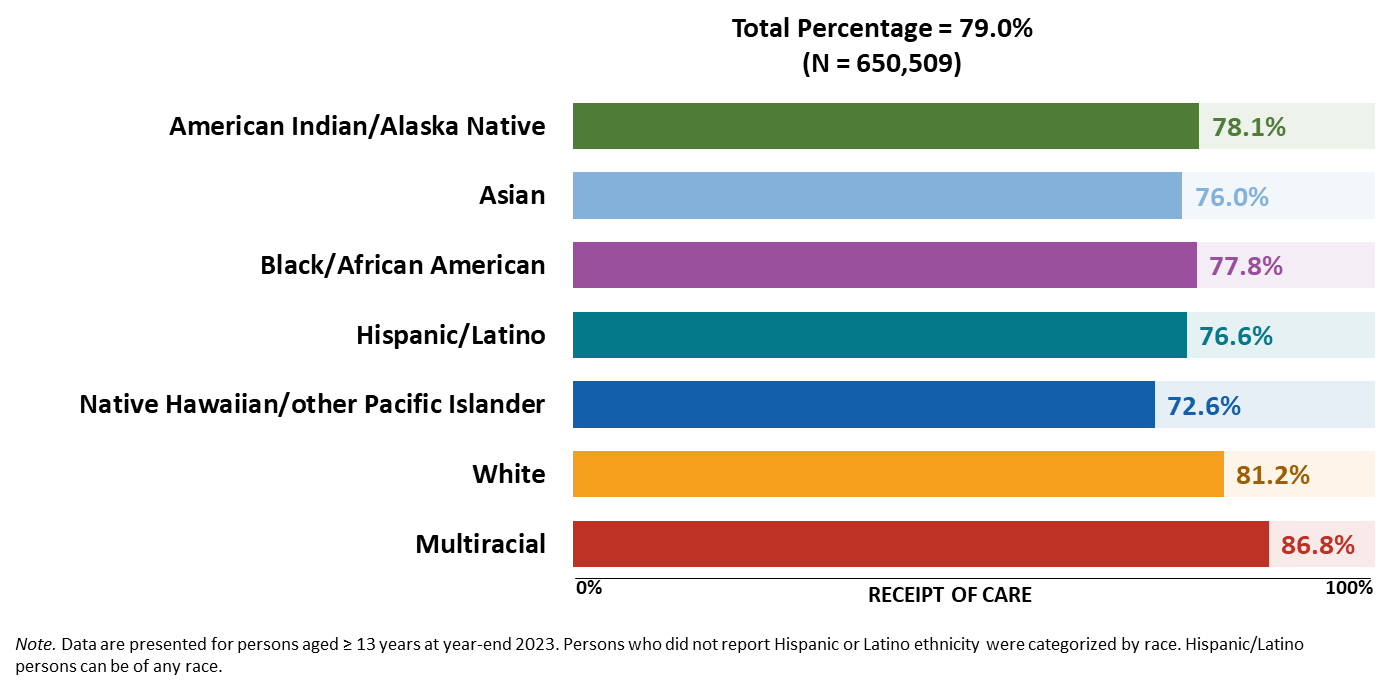 Total Percentage = 79.0%
(N = 650,509)
American Indian/Alaska Native 78.1%
Asian 76.0%
Black/African American 77.8%
Hispanic/Latino 76.6%
Native Hawaiian/other Pacific Islander 72.6%
White 81.2%
Multiracial 86.8%
0% RECEIPT OF CARE 100%
Note. Data are presented for persons aged ≥ 13 years at year-end 2023. Persons who did not report Hispanic or Latino ethnicity were categorized by race. Hispanic/Latino
persons can be of any race.